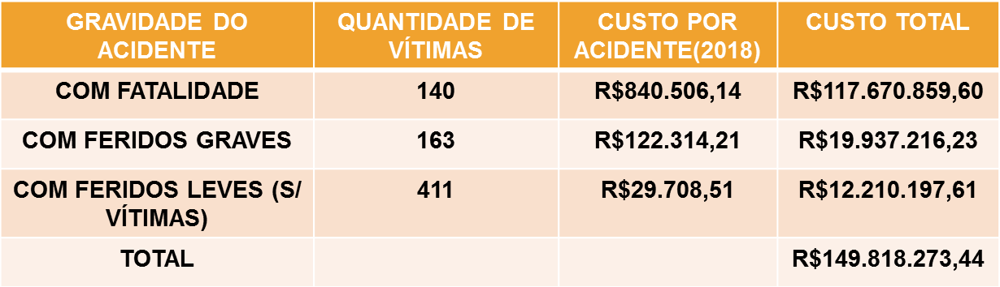 GRAVIDADE DO
ACIDENTE
QUANTIDADE DE
VÍTIMAS
CUSTO POR
ACIDENTE(2018)
CUSTO TOTAL
COM FATALIDADE
140
R$840.506,14
R$117.670.859,60
COM FERIDOS GRAVES
163
R$122.314,21
R$19.937.216,23
COM FERIDOS LEVES (S/
VÍTIMAS)
411
R$29.708,51
R$12.210.197,61
TOTAL
R$149.818.273,44